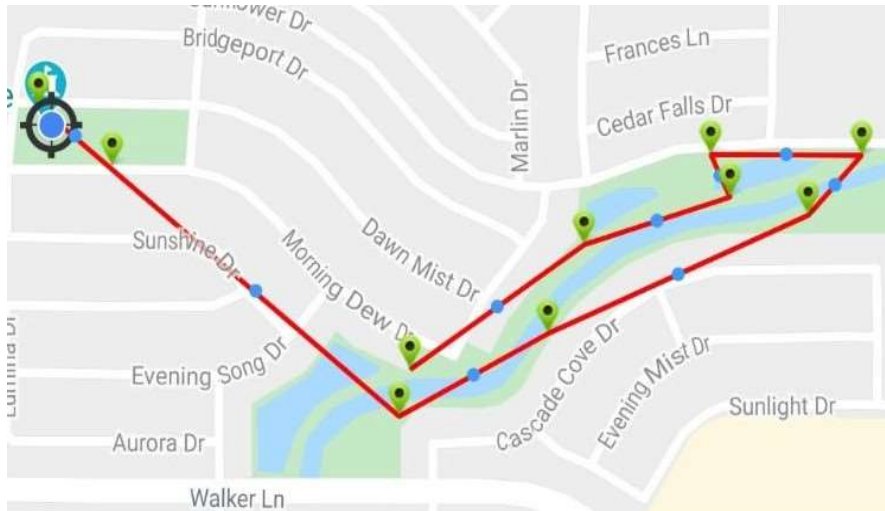 Bridgeport Dr
Frances Ln
Cedar Falls Dr
Marlin Dr
Sunshine Dr
Morning Dew Dr
Dawn Mist Dr
Evening Song Dr
Cascade Cove Dr
Evening Mist Dr
Sunlight Dr
Aurora Dr
Walker Ln